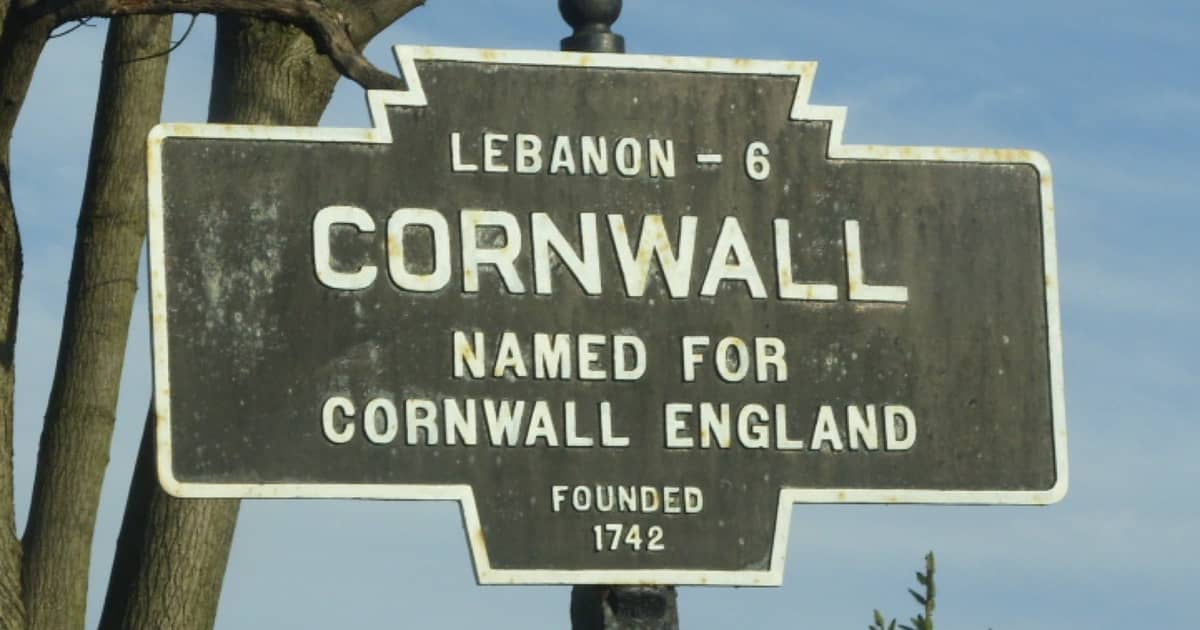 LEBANON – 6
CORNWALL
NAMED FOR
CORNWALL ENGLAND
FOUNDED
1742